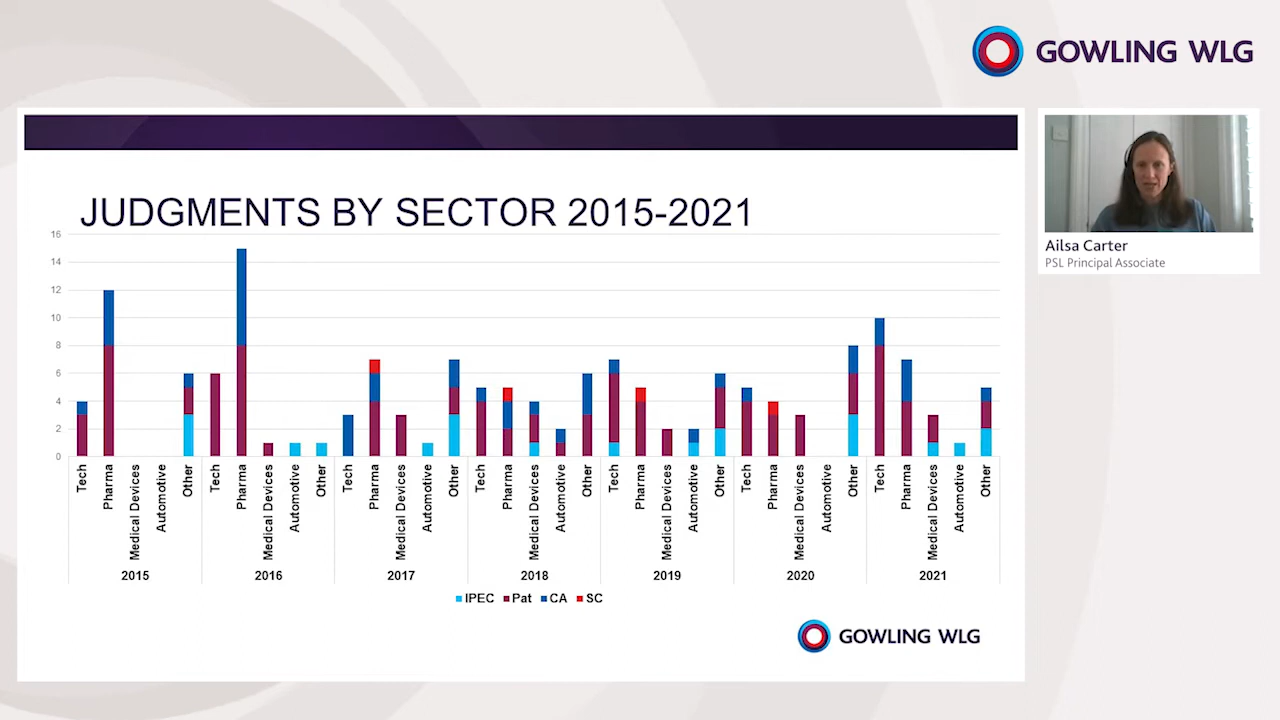 GOWLING WLG
JUDGMENTS BY SECTOR 2015-2021
16
14
12
10
8
6
4
2
0
Tech
Pharma
Medical Devices
Automotive
Other
Tech
Pharma
Medical Devices
Automotive
Other
Tech
Pharma
Medical Devices
Automotive
Other
Tech
Pharma
Medical Devices
Automotive
Other
Tech
Pharma
Medical Devices
Automotive
Other
Tech
Pharma
Medical Devices
Automotive
Other
Tech
Pharma
Medical Devices
Automotive
Other
2015 2016 2017 2018 2019 2020 2021
IPEC Pat CA SC
GOWLING WLG
Ailsa Carter
PSL Principal Associate